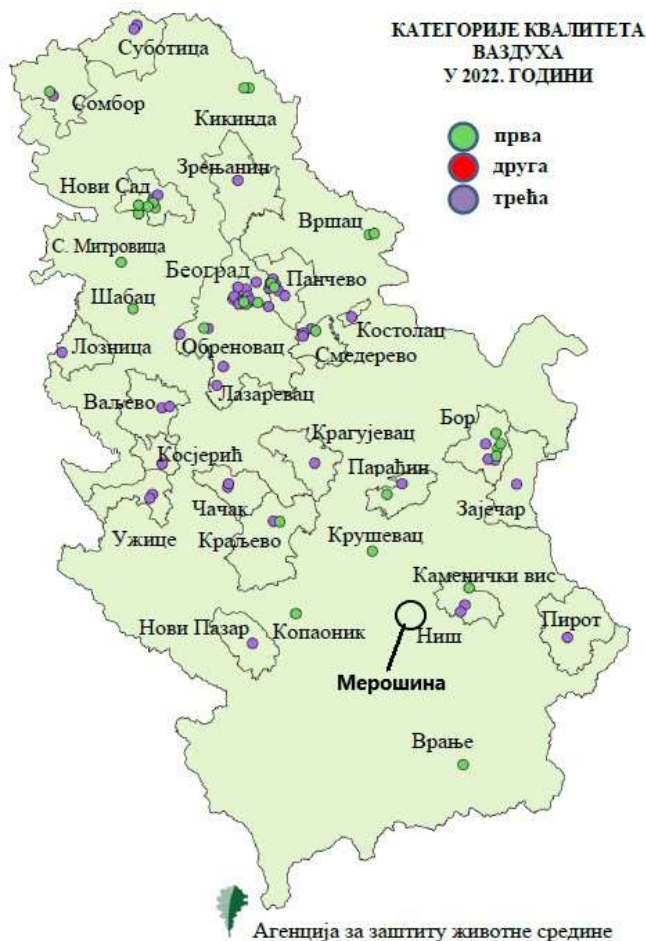 КАТЕГОРИЈЕ КВАЛИТЕТА
ВАЗДУХА
У 2022. ГОДИНИ
прва
друга
трећа
Суботица
Сомбор
Кикинда
Зрењанин
Нови Сад
Вршац
С. Митровица
Београд
Панчево
Шабац
Костолац
Лозница
Обреновац
Смедерево
Лазаревац
Ваљево
Бор
Крагујевац
Косјерић
Параћин
Чачак
Зајечар
Ужице
Краљево
Крушевац
Каменички вис
Нови Пазар
Копаоник
Ниш
Пирот
Мерошина
Врање
Агенција за заштиту животне средине